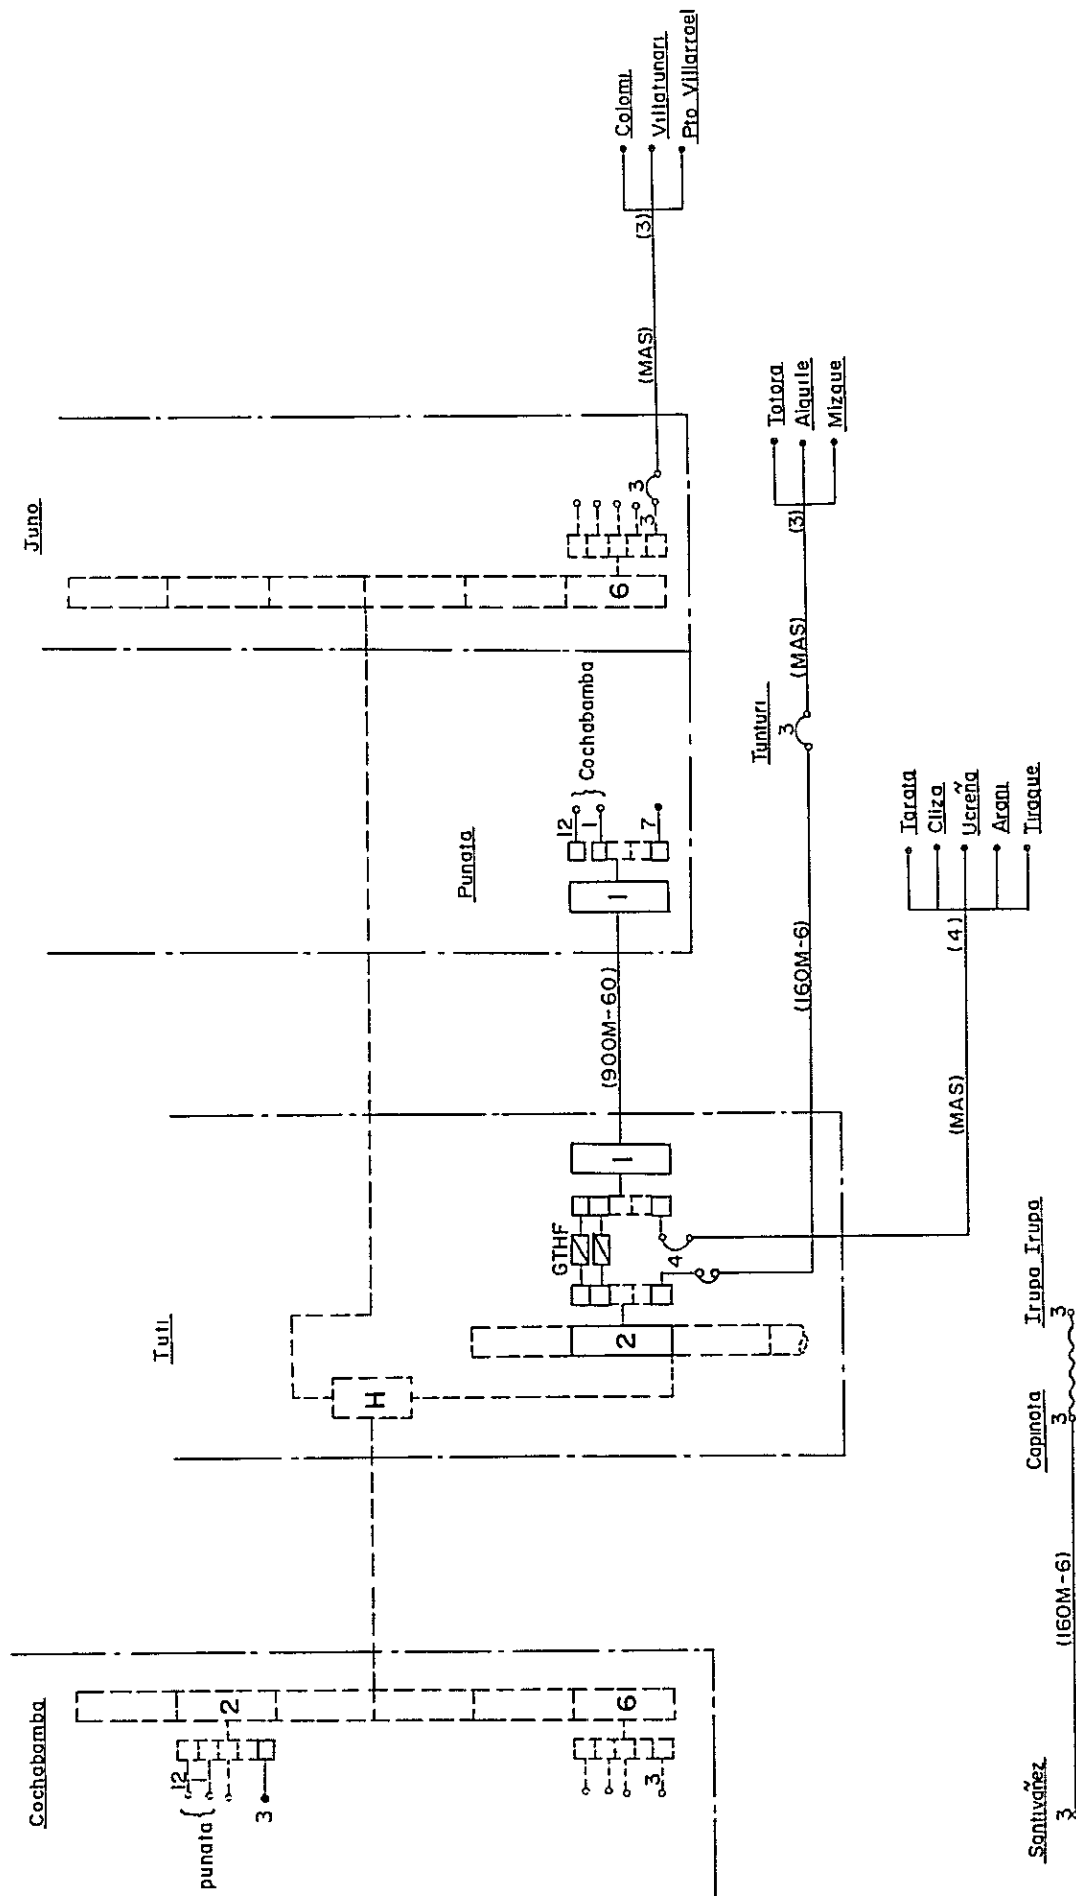 Cochabamba
Tuti
Juno
2
6
12
1
punata {
3
3
H
2
GTHF
4
1
(900M-60)
Punata
1
12
1
} Cochabamba
7
6
3
3
(MAS)
(3)
Colomi
Villatunari
Pto Villarroel
(160M-6)
Tunturi
3
(MAS)
(3)
Totora
Aiquile
Mizque
(MAS)
(4)
Tarata
Cliza
Ucreña
Arani
Tiraque
Santivañez
3
(160M-6)
Capinota
3
Irupa Irupa
3